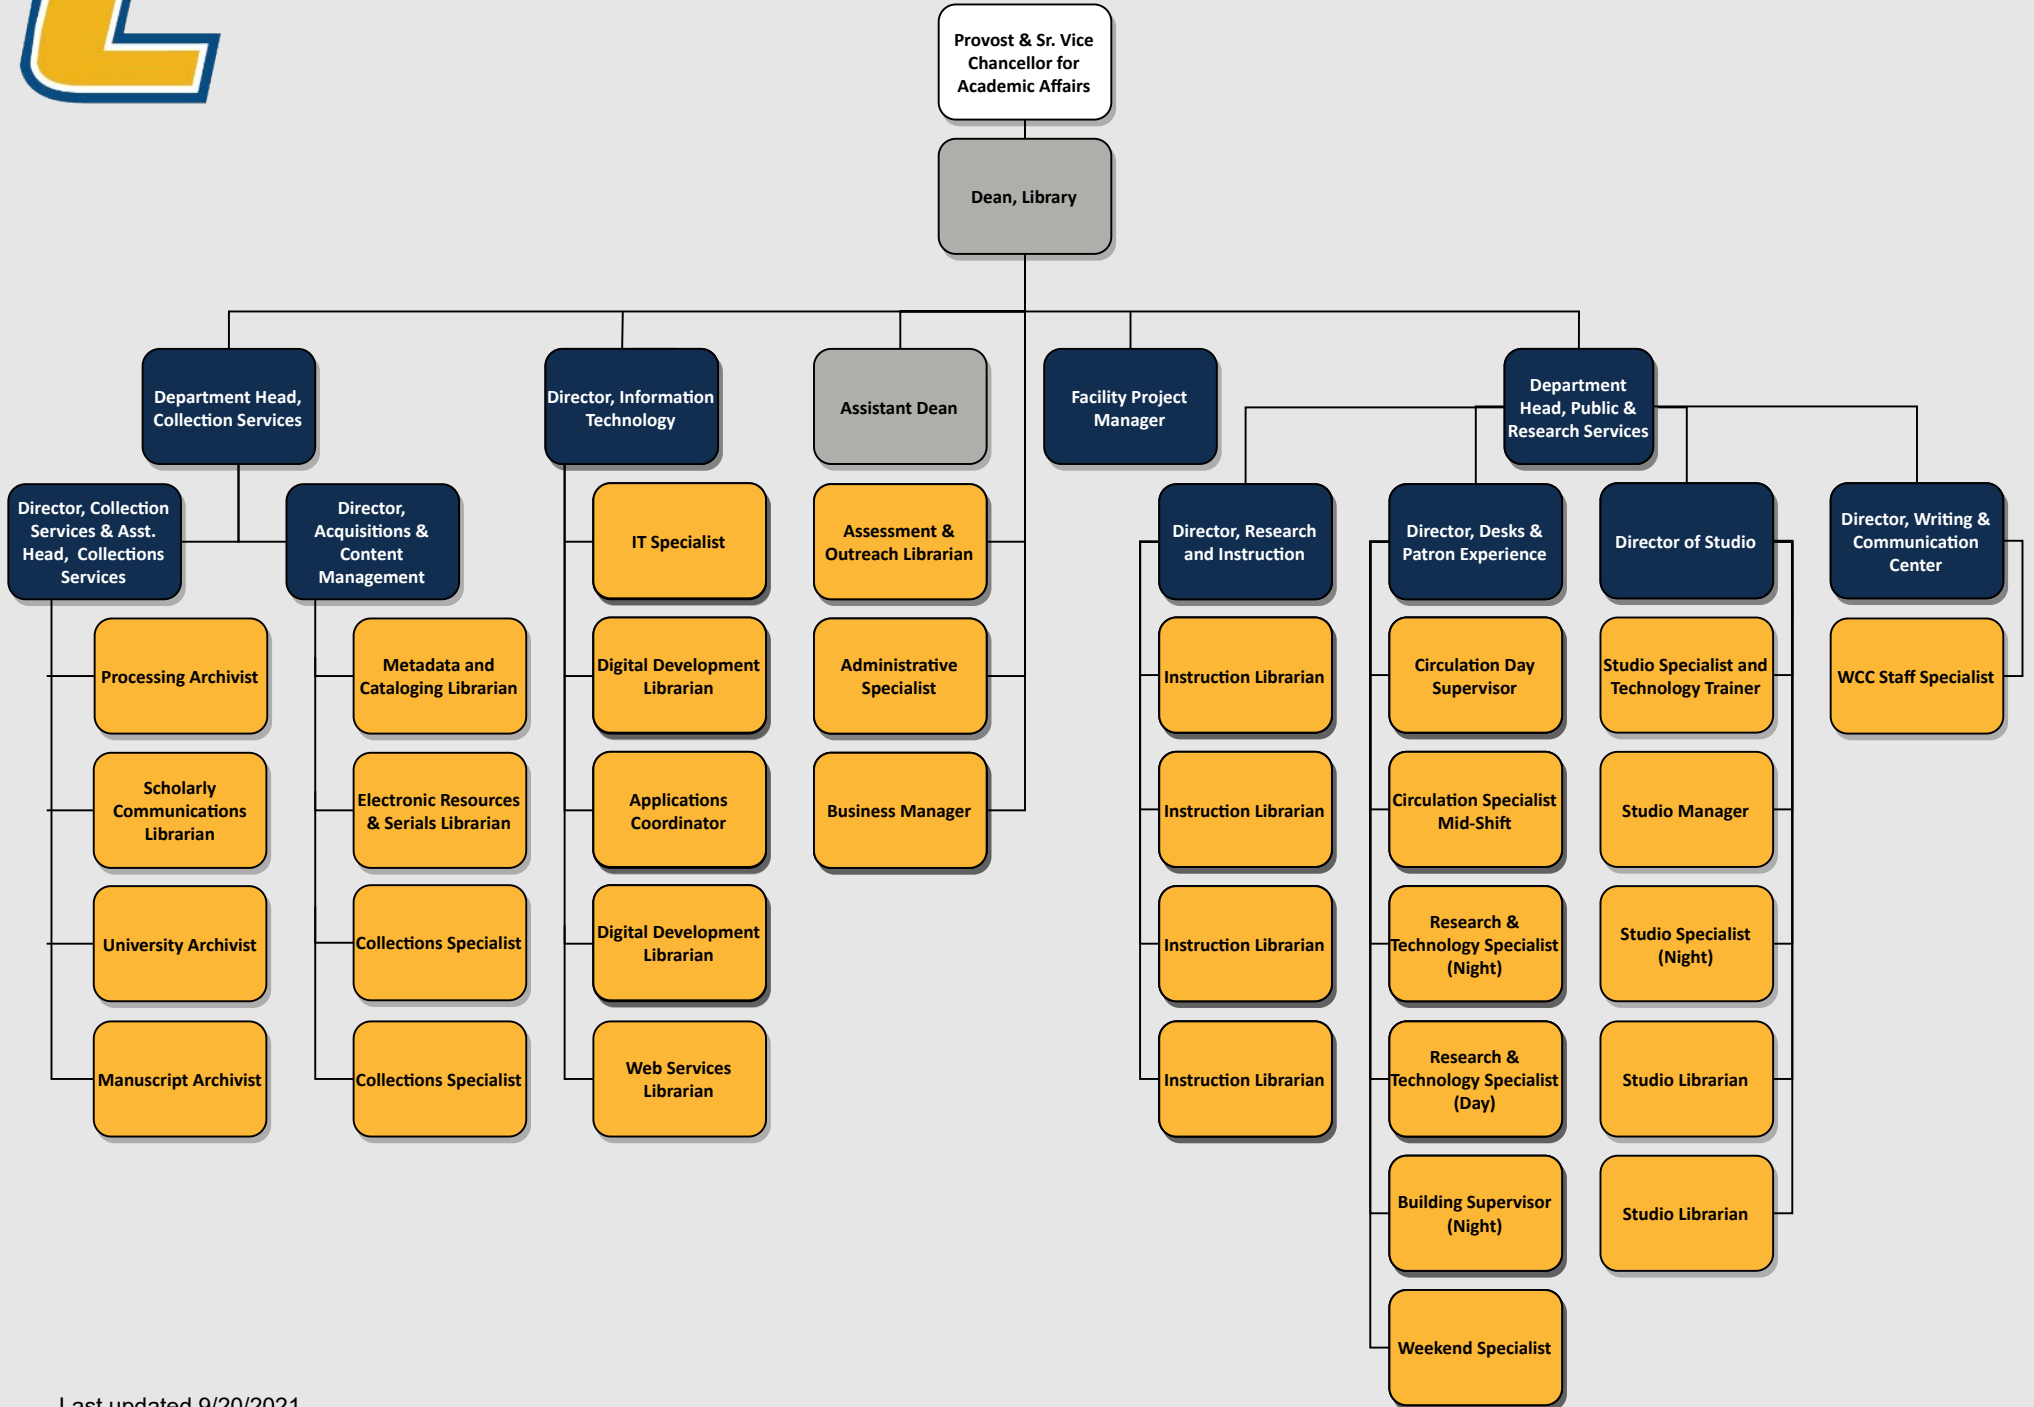 Provost & Sr. Vice
Chancellor for
Academic Affairs
Dean, Library
Department Head,
Collection Services
Director, Information
Technology
Assistant Dean
Facility Project
Manager
Department
Head, Public &
Research Services
Director, Collection
Services & Asst.
Head, Collections
Services
Director,
Acquisitions &
Content
Management
IT Specialist
Assessment &
Outreach Librarian
Director, Research
and Instruction
Director, Desks &
Patron Experience
Director of Studio
Director, Writing &
Communication
Center
Processing Archivist
Metadata and
Cataloging Librarian
Digital Development
Librarian
Administrative
Specialist
Instruction Librarian
Circulation Day
Supervisor
Studio Specialist and
Technology Trainer
WCC Staff Specialist
Scholarly
Communications
Librarian
Electronic Resources
& Serials Librarian
Applications
Coordinator
Business Manager
Instruction Librarian
Circulation Specialist
Mid-Shift
Studio Manager
University Archivist
Collections Specialist
Digital Development
Librarian
Instruction Librarian
Research &
Technology Specialist
(Night)
Studio Specialist
(Night)
Manuscript Archivist
Collections Specialist
Web Services
Librarian
Instruction Librarian
Research &
Technology Specialist
(Day)
Studio Librarian
Building Supervisor
(Night)
Studio Librarian
Weekend Specialist
Last updated 9/20/2021